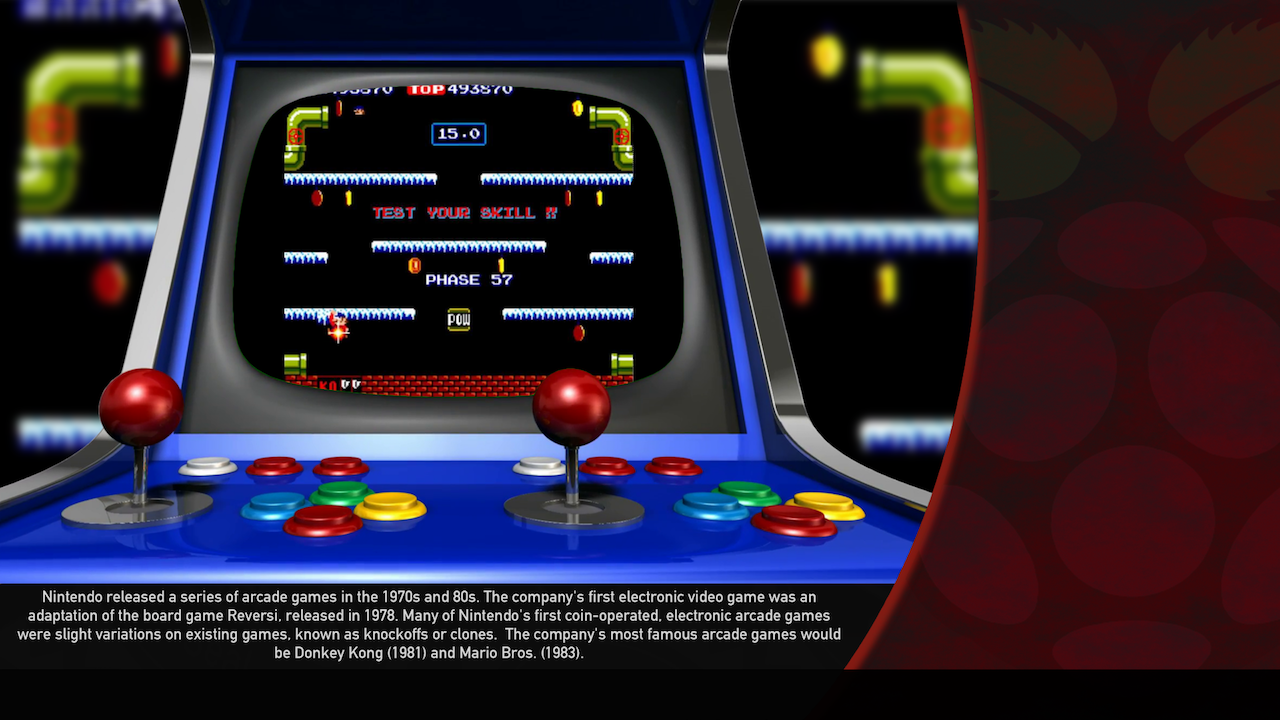 TOP 493870
15.0
TEST YOUR SKILL !!
PHASE 57
POW
Nintendo released a series of arcade games in the 1970s and 80s. The company's first electronic video game was an
adaptation of the board game Reversi, released in 1978. Many of Nintendo's first coin-operated, electronic arcade games
were slight variations on existing games, known as knockoffs or clones.  The company's most famous arcade games would
be Donkey Kong (1981) and Mario Bros. (1983).